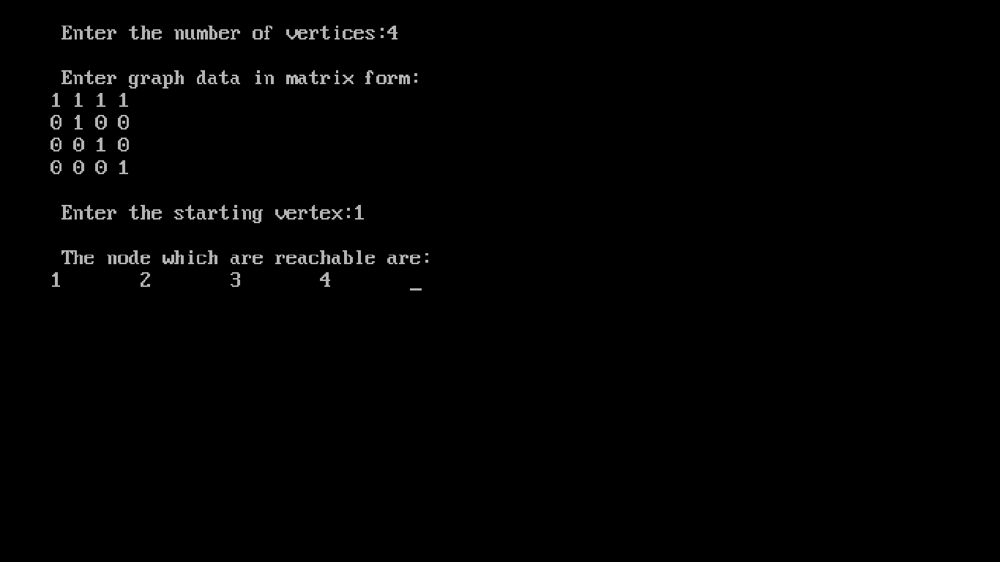 Enter the number of vertices:4
Enter graph data in matrix form:
1 1 1 1
0 1 0 0
0 0 1 0
0 0 0 1
Enter the starting vertex:1
The node which are reachable are:
1 2 3 4 _